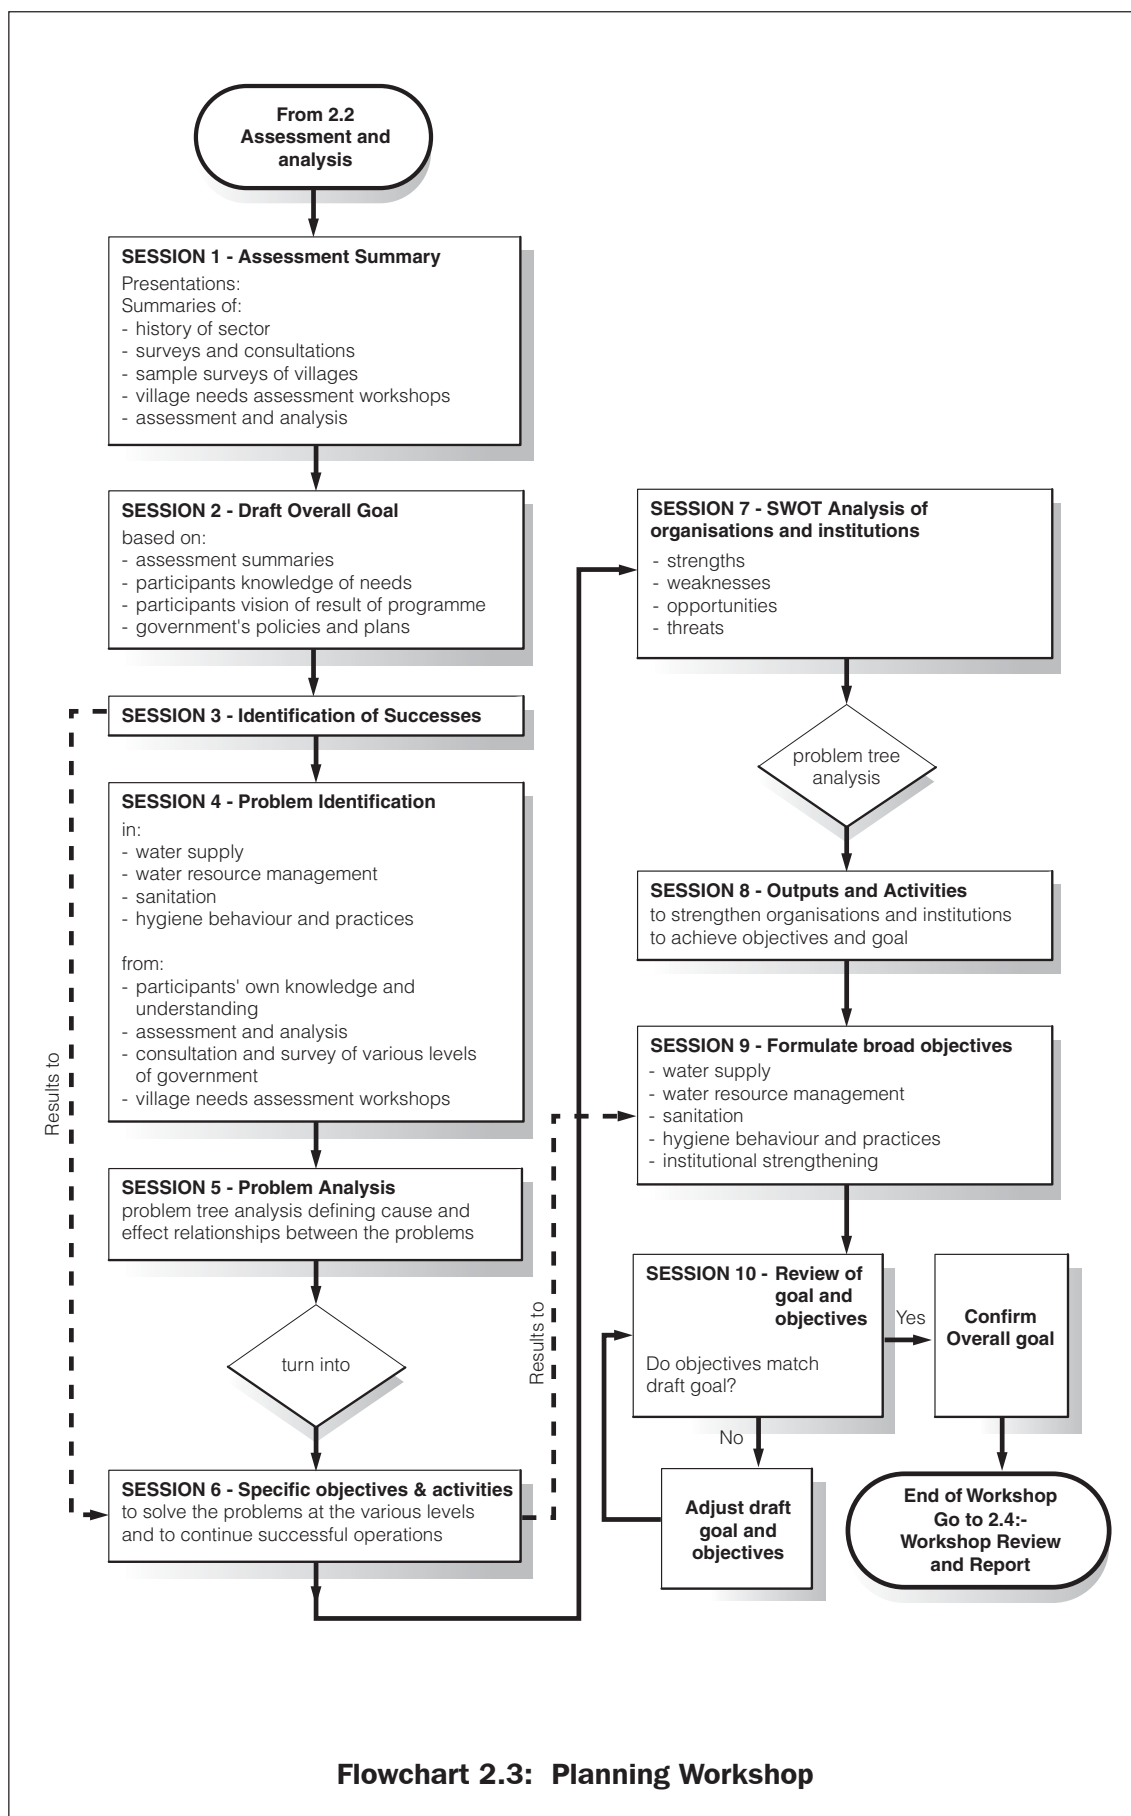 From 2.2
Assessment and
analysis
SESSION 1 - Assessment Summary
Presentations:
Summaries of:
- history of sector
- surveys and consultations
- sample surveys of villages
- village needs assessment workshops
- assessment and analysis
SESSION 2 - Draft Overall Goal
based on:
- assessment summaries
- participants knowledge of needs
- participants vision of result of programme
- government's policies and plans
SESSION 3 - Identification of Successes
SESSION 4 - Problem Identification
in:
- water supply
- water resource management
- sanitation
- hygiene behaviour and practices
from:
- participants' own knowledge and
understanding
- assessment and analysis
- consultation and survey of various levels
of government
- village needs assessment workshops
Results to
SESSION 5 - Problem Analysis
problem tree analysis defining cause and
effect relationships between the problems
turn into
SESSION 6 - Specific objectives & activities
to solve the problems at the various levels
and to continue successful operations
Results to
SESSION 7 - SWOT Analysis of
organisations and institutions
- strengths
- weaknesses
- opportunities
- threats
problem tree
analysis
SESSION 8 - Outputs and Activities
to strengthen organisations and institutions
to achieve objectives and goal
SESSION 9 - Formulate broad objectives
- water supply
- water resource management
- sanitation
- hygiene behaviour and practices
- institutional strengthening
SESSION 10 - Review of
goal and
objectives
Do objectives match
draft goal?
Yes
Confirm
Overall goal
No
Adjust draft
goal and
objectives
End of Workshop
Go to 2.4:-
Workshop Review
and Report
Flowchart 2.3: Planning Workshop